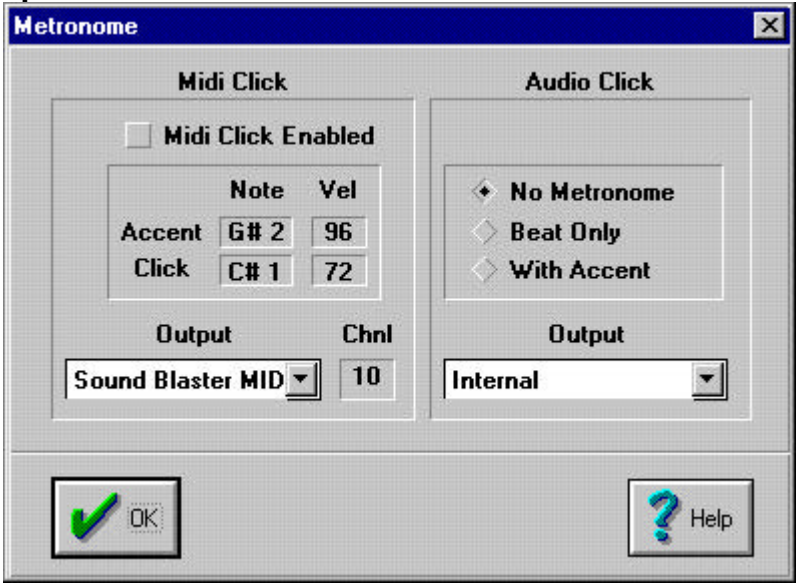 Metronome
Midi Click
Audio Click
Midi Click Enabled
Note Vel
Accent G# 2 96
Click C# 1 72
No Metronome
Beat Only
With Accent
Output Chnl
Sound Blaster MID 10
Output
Internal
OK
? Help